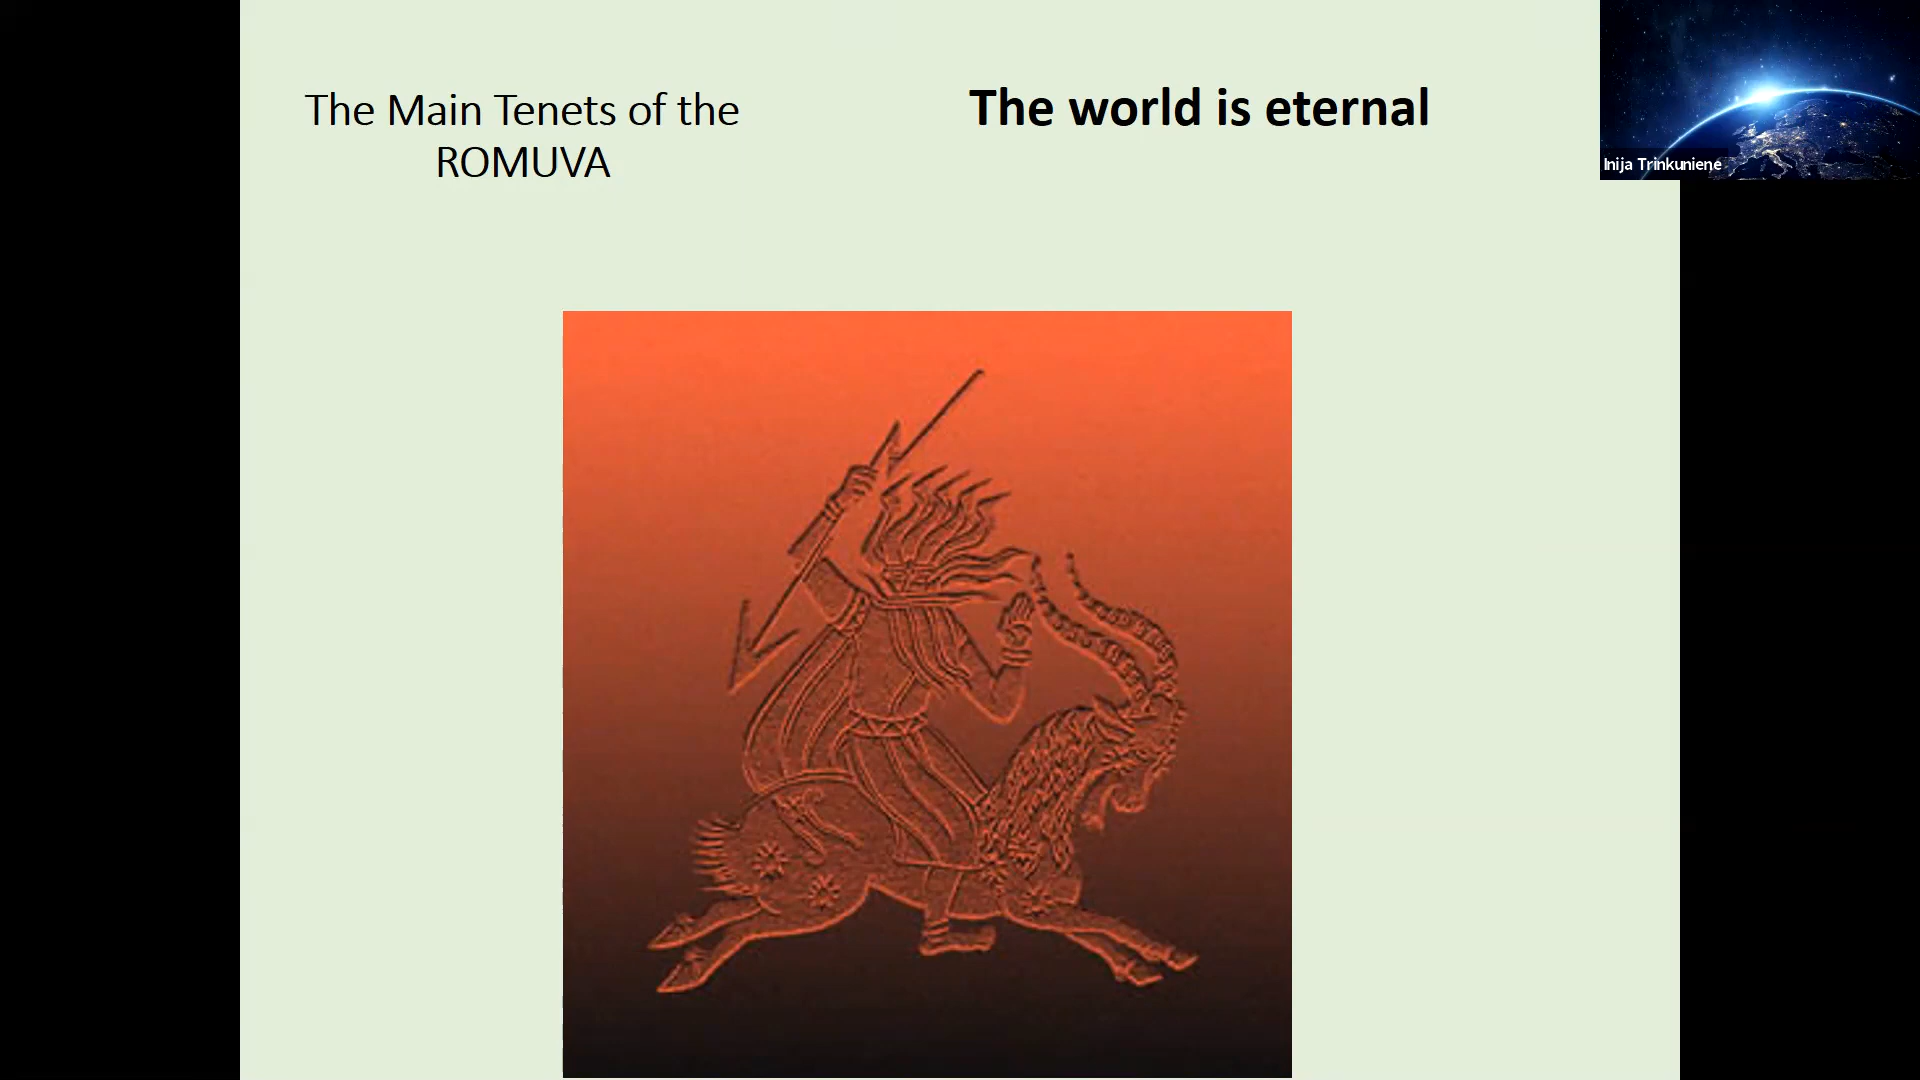 The Main Tenets of the
ROMUVA
The world is eternal
Inija Trinkuniene